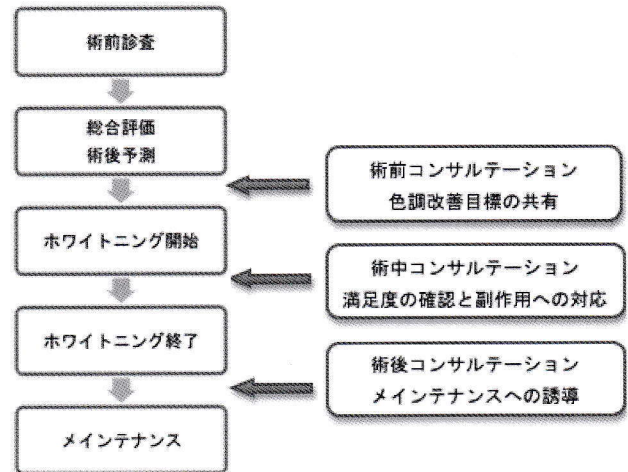 術前診査
総合評価
術後予測
術前コンサルテーション
色調改善目標の共有
ホワイトニング開始
術中コンサルテーション
満足度の確認と副作用への対応
ホワイトニング終了
術後コンサルテーション
メインテナンスへの誘導
メインテナンス